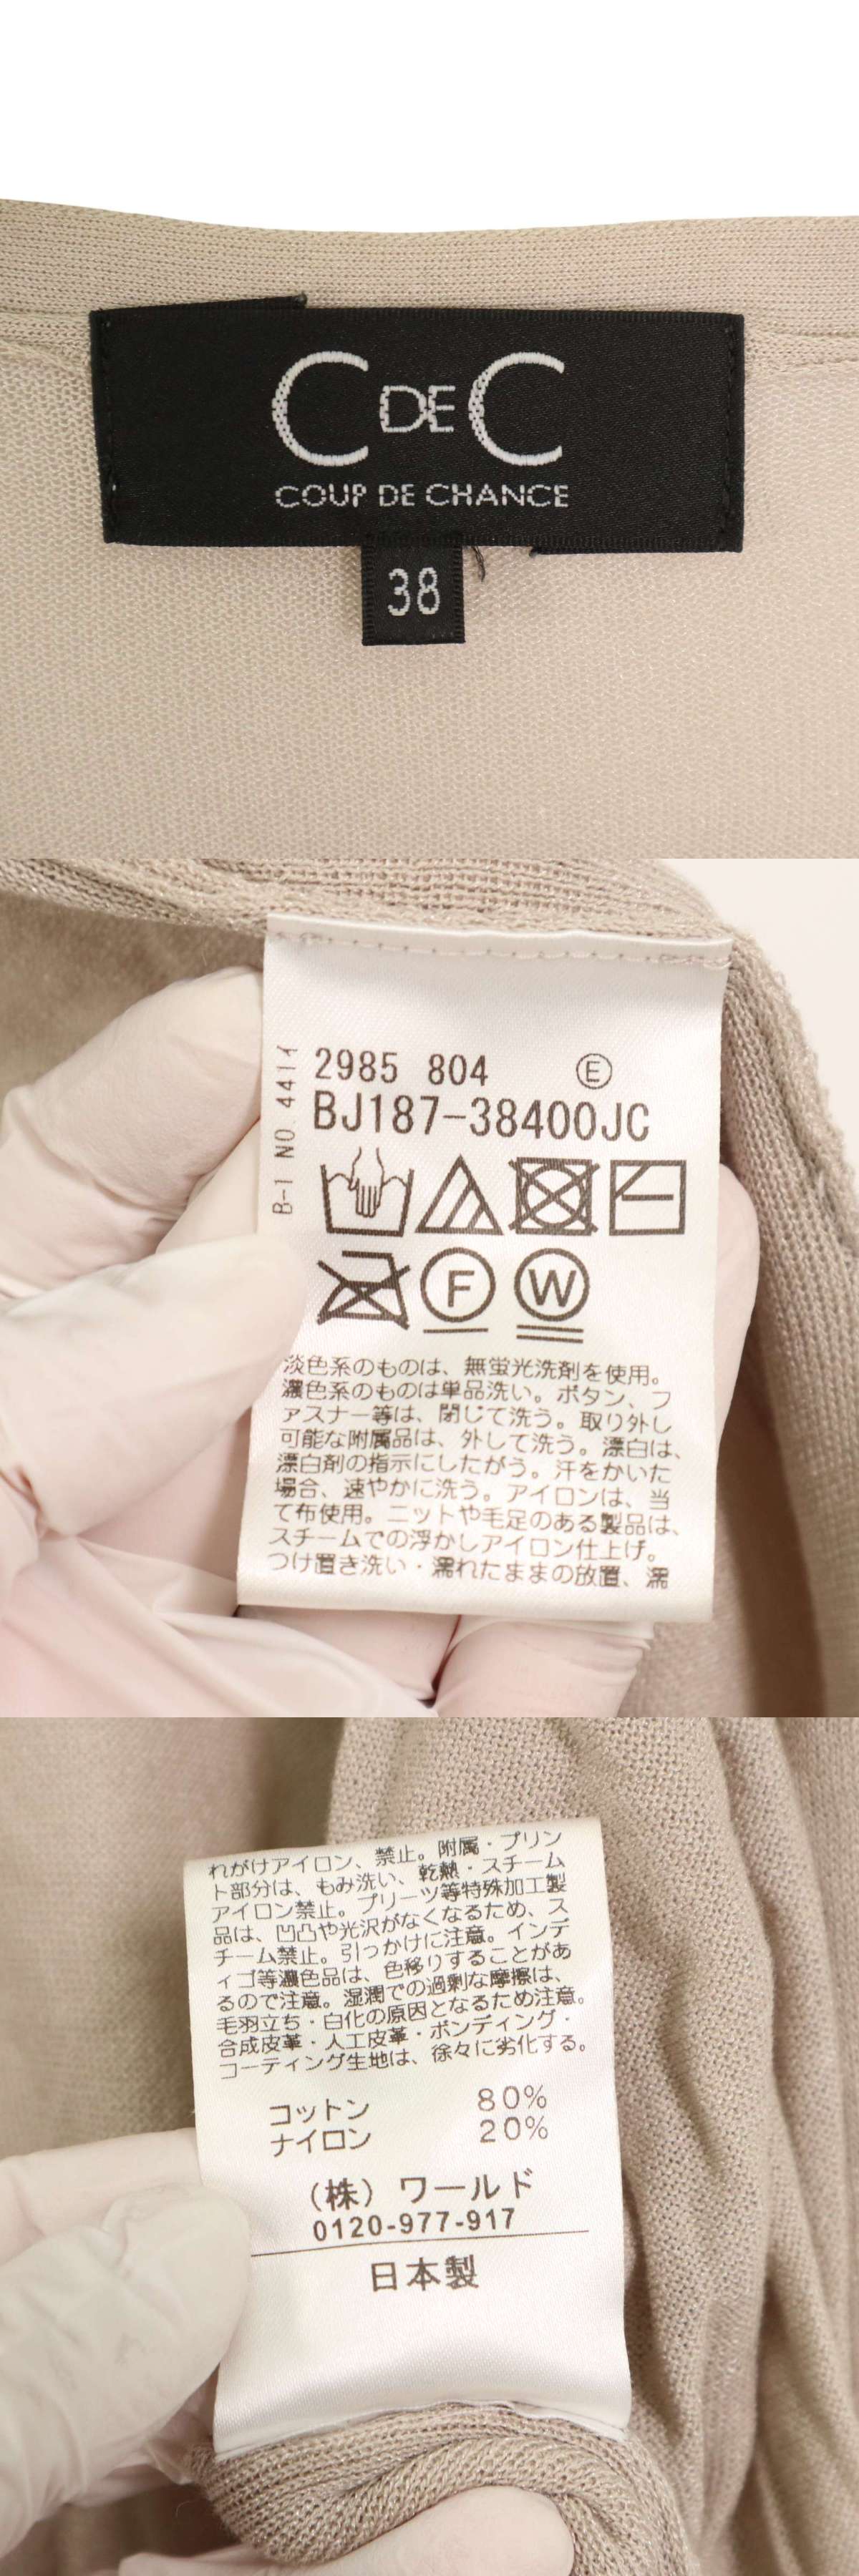 C DE C
COUP DE CHANCE
38
B-1 NO 4414
2985 804 Ⓔ
BJ187-38400JC
F W
淡色系のものは、無蛍光洗剤を使用。
濃色系のものは単品洗い。ボタン、フ
ァスナー等は、閉じて洗う。取り外し
可能な附属品は、外して洗う。漂白は、
漂白剤の指示にしたがう。汗をかいた
場合、速やかに洗う。アイロンは、当
て布使用。ニットや毛足のある製品は、
スチームでの浮かしアイロン仕上げ。
つけ置き洗い・濡れたままの放置、濡
れがけアイロン、禁止。附属・プリン
ト部分は、もみ洗い、乾熱・スチーム
アイロン禁止。プリーツ等特殊加工製
品は、凹凸や光沢がなくなるため、ス
チーム禁止。引っかけに注意。インデ
ィゴ等濃色品は、色移りすることがあ
るので注意。湿潤での過剰な摩擦は、
毛羽立ち・白化の原因となるため注意。
合成皮革・人工皮革・ボンディング・
コーティング生地は、徐々に劣化する。
コットン 80%
ナイロン 20%
（株）ワールド
0120-977-917
日本製